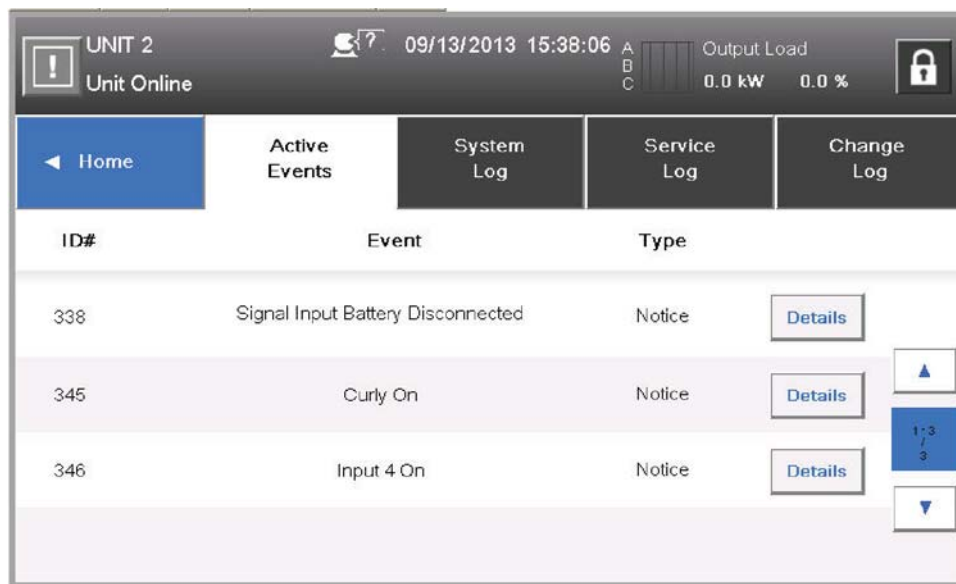 UNIT 2
Unit Online
!
?
09/13/2013 15:38:06
A
B
C
Output Load
0.0 kW 0.0 %
◄ Home
Active
Events
System
Log
Service
Log
Change
Log
ID# Event Type
338 Signal Input Battery Disconnected Notice Details
345 Curly On Notice Details
346 Input 4 On Notice Details
▲
1-3
/
3
▼